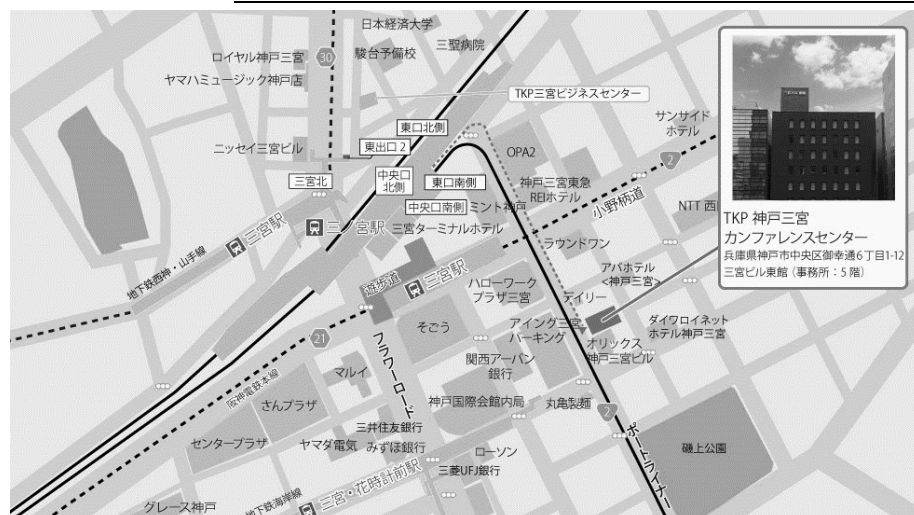 日本経済大学
三聖病院
ロイヤル神戸三宮
30
駿台予備校
ヤマハミュージック神戸店
TKP三宮ビジネスセンター
サンサイド
ホテル
東口北側
東出口2
ニッセイ三宮ビル
OPA2
2
三宮北
中央口
北側
東口南側
神戸三宮東急
REIホテル
小野柄道
中央口南側
ミント神戸
NTT 西
三宮駅
三ノ宮駅
三宮ターミナルホテル
ラウンドワン
地下鉄西神・山手線
遊歩道
三宮駅
ハローワーク
プラザ三宮
アパホテル
<神戸三宮>
デイリー
21
そごう
アイング三宮
パーキング
ダイワロイネット
ホテル神戸三宮
オリックス
神戸三宮ビル
フラワーロード
関西アーバン
銀行
阪神電鉄本線
マルイ
さんプラザ
神戸国際会館内局
丸亀製麺
2
三井住友銀行
センタープラザ
ヤマダ電気
みずほ銀行
ローソン
ポートライナー
磯上公園
三菱UFJ銀行
三宮・花時計前駅
グレース神戸
地下鉄海岸線
TKP 神戸三宮
カンファレンスセンター
兵庫県神戸市中央区御幸通6丁目1-12
三宮ビル東館（事務所：5階）